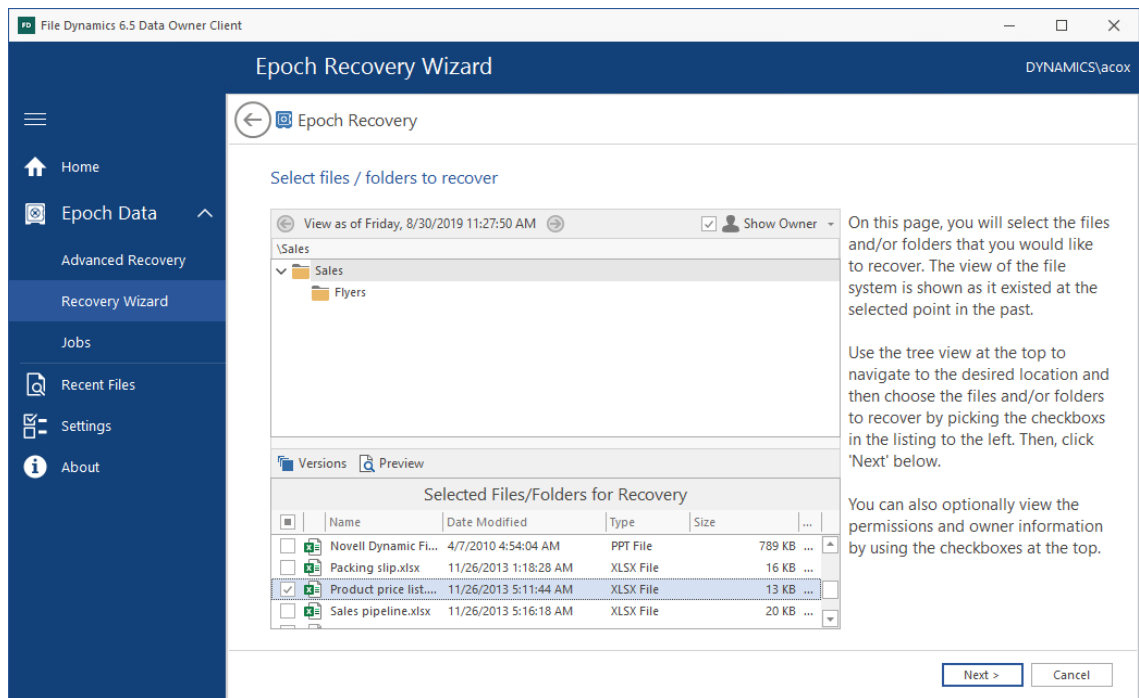 FD File Dynamics 6.5 Data Owner Client
Epoch Recovery Wizard
DYNAMICS\acox
Epoch Recovery
Home
Epoch Data
Advanced Recovery
Recovery Wizard
Jobs
Recent Files
Settings
About
Select files / folders to recover
View as of Friday, 8/30/2019 11:27:50 AM
Show Owner
\Sales
Sales
Flyers
Versions Preview
Selected Files/Folders for Recovery
Name Date Modified Type Size ...
Novell Dynamic Fi... 4/7/2010 4:54:04 AM PPT File 789 KB ...
Packing slip.xlsx 11/26/2013 1:18:28 AM XLSX File 16 KB ...
Product price list.... 11/26/2013 5:11:44 AM XLSX File 13 KB ...
Sales pipeline.xlsx 11/26/2013 5:16:18 AM XLSX File 20 KB ...
On this page, you will select the files
and/or folders that you would like
to recover. The view of the file
system is shown as it existed at the
selected point in the past.
Use the tree view at the top to
navigate to the desired location and
then choose the files and/or folders
to recover by picking the checkboxs
in the listing to the left. Then, click
'Next' below.
You can also optionally view the
permissions and owner information
by using the checkboxes at the top.
Next >
Cancel